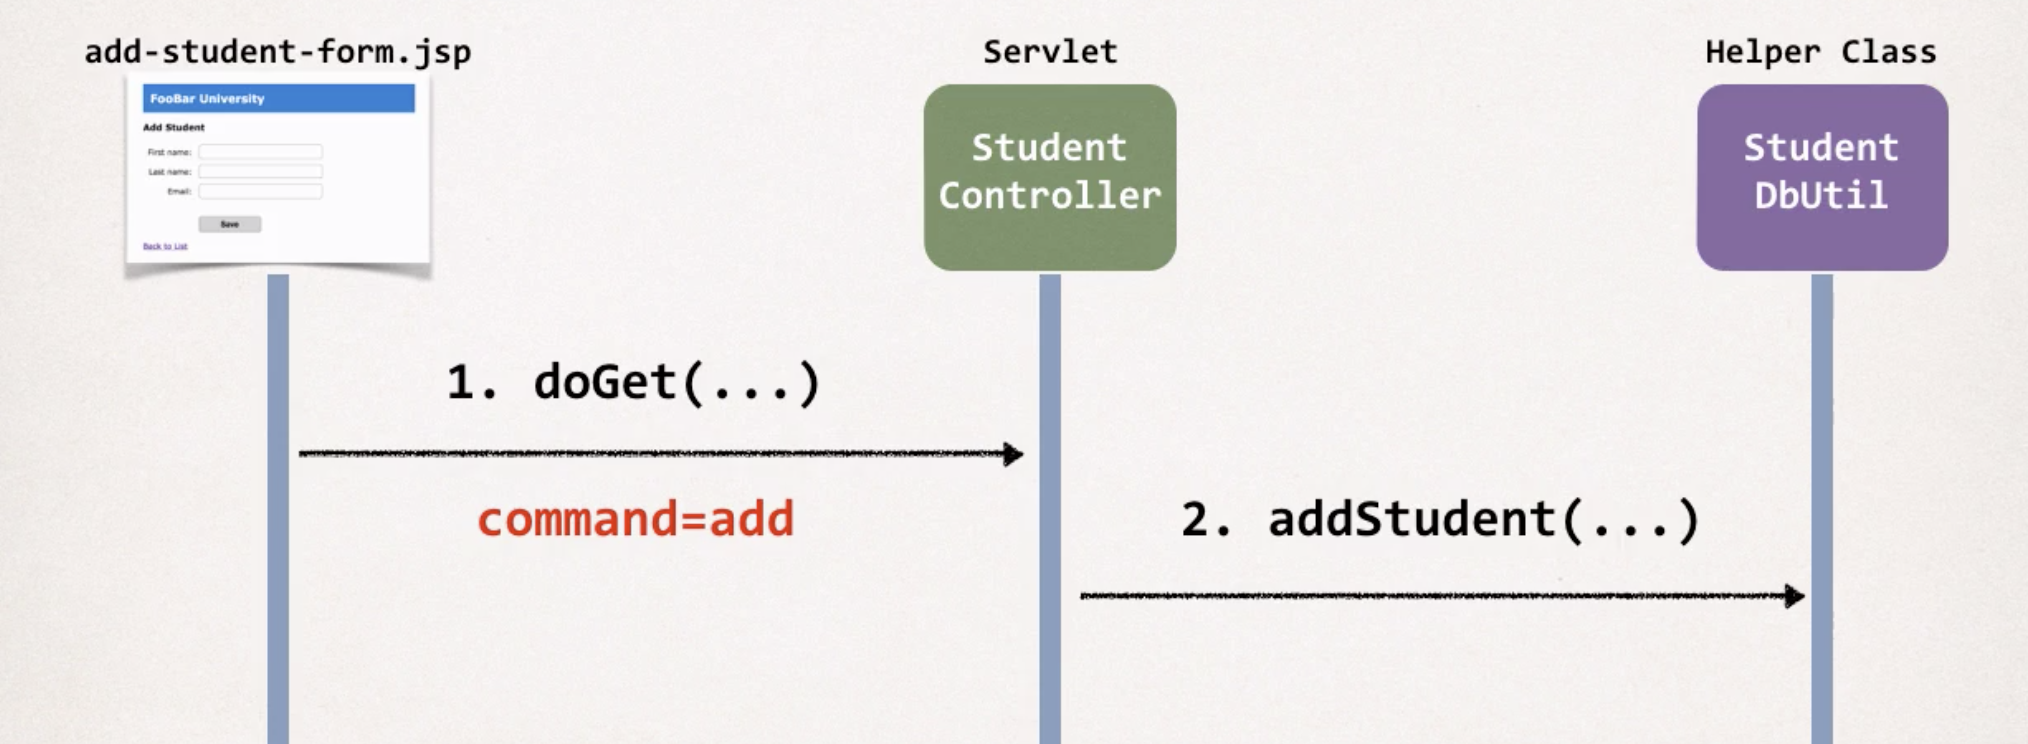 add-student-form.jsp
FooBar University
Add Student
First name:
Last name:
Email:
Save
Back to List
Servlet
Student
Controller
Helper Class
Student
DbUtil
1. doGet(...)
command=add
2. addStudent(...)